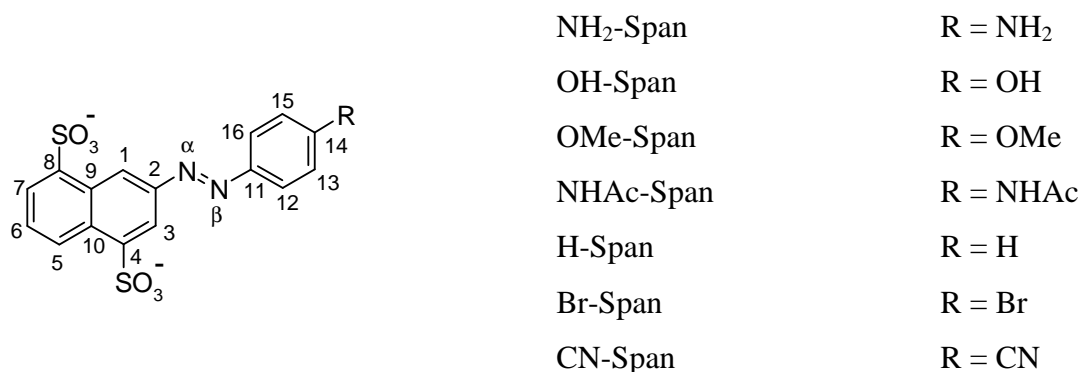 NH₂-Span R = NH₂
OH-Span R = OH
OMe-Span R = OMe
NHAc-Span R = NHAc
H-Span R = H
Br-Span R = Br
CN-Span R = CN
R
15
16
14
SO₃⁻
α
1
8
9
2
N
13
7
N
11
12
β
6
10
3
5
4
SO₃⁻